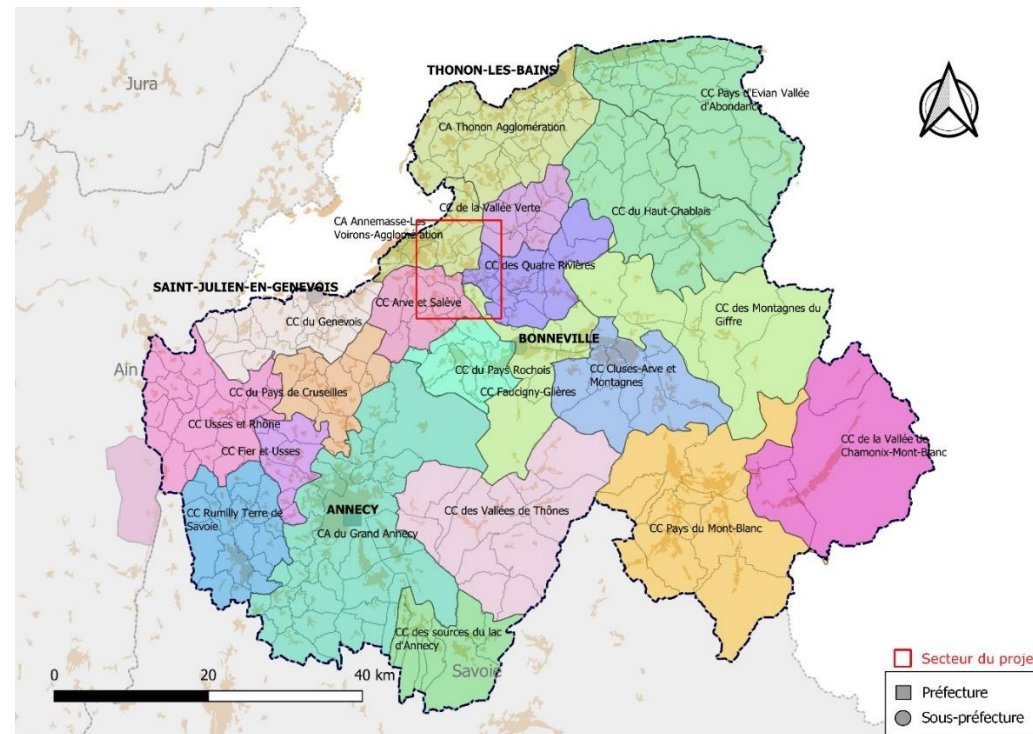 Jura
THONON-LES-BAINS
CC Pays d'Evian Vallée
d'Abondance
CA Thonon Agglomération
CC de la Vallée Verte
CC du Haut-Chablais
CA Annemasse-Les
Voirons-Agglomération
CC des Quatre Rivières
SAINT-JULIEN-EN-GENEVOIS
CC Arve et Salève
CC des Montagnes du
Giffre
CC du Genevois
BONNEVILLE
Ain
CC du Pays Rochois
CC Cluses-Arve et
Montagnes
CC du Pays de Cruseilles
CC Faucigny-Glières
CC Usses et Rhône
CC Fier et Usses
CC de la Vallée de
Chamonix-Mont-Blanc
CC Rumilly Terre de
Savoie
ANNECY
CC des Vallées de Thônes
CA du Grand Annecy
CC Pays du Mont-Blanc
CC des sources du lac
d'Annecy
Savoie
0 20 40 km
Secteur du proje
Préfecture
Sous-préfecture